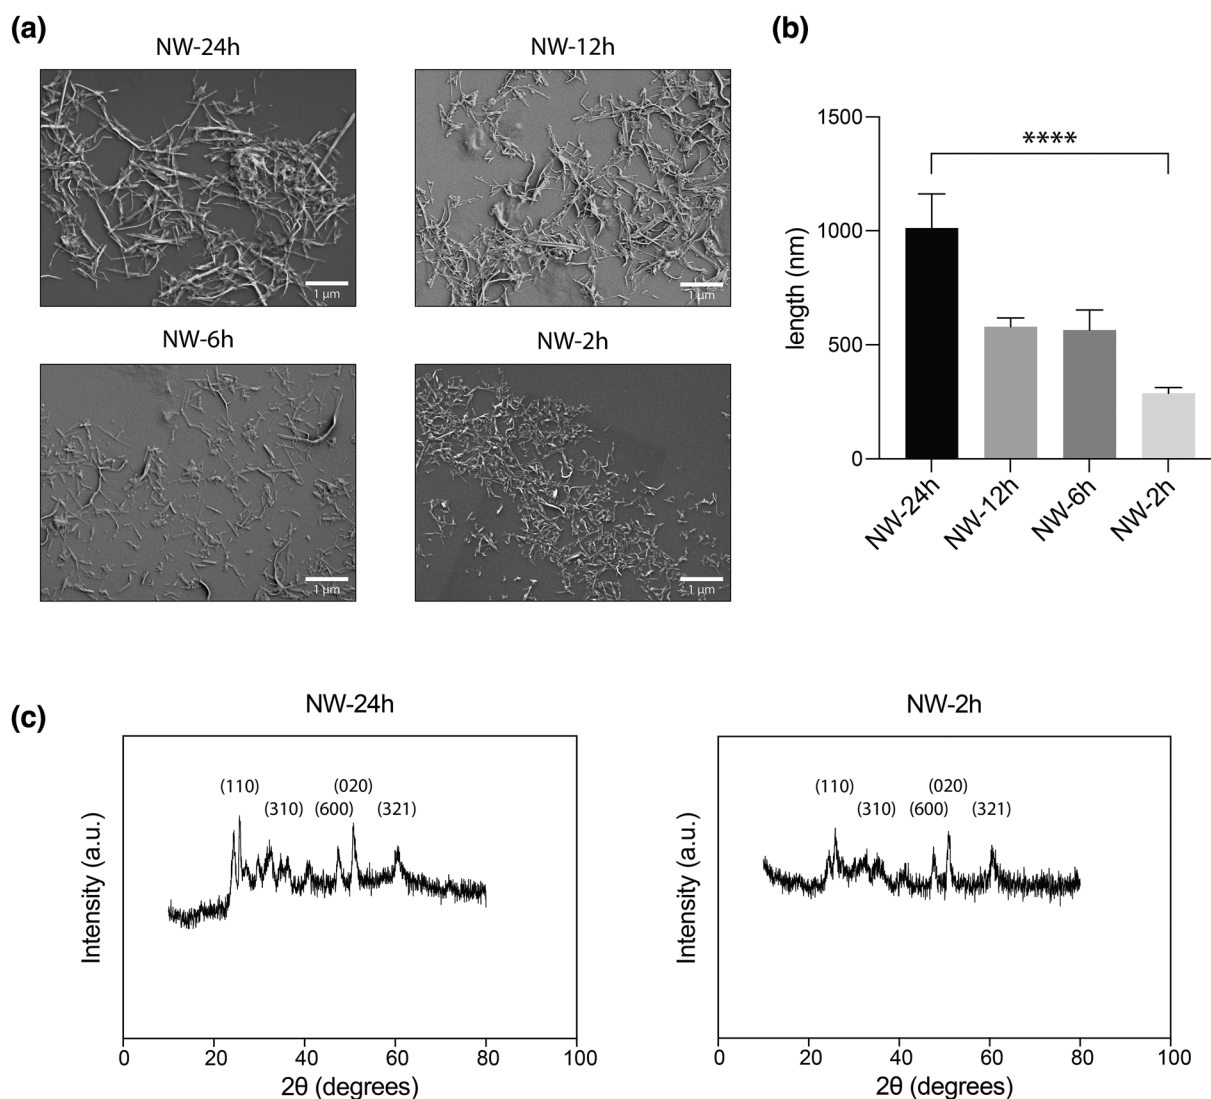 (a)
NW-24h
NW-12h
1 µm
1 µm
NW-6h
NW-2h
1 µm
1 µm
(b)
1500
1000
500
0
length (nm)
****
NW-24h
NW-12h
NW-6h
NW-2h
(c)
NW-24h
Intensity (a.u.)
(110)
(020)
(310)
(600)
(321)
0
20
40
60
80
100
2θ (degrees)
NW-2h
Intensity (a.u.)
(110)
(020)
(310)
(600)
(321)
0
20
40
60
80
100
2θ (degrees)